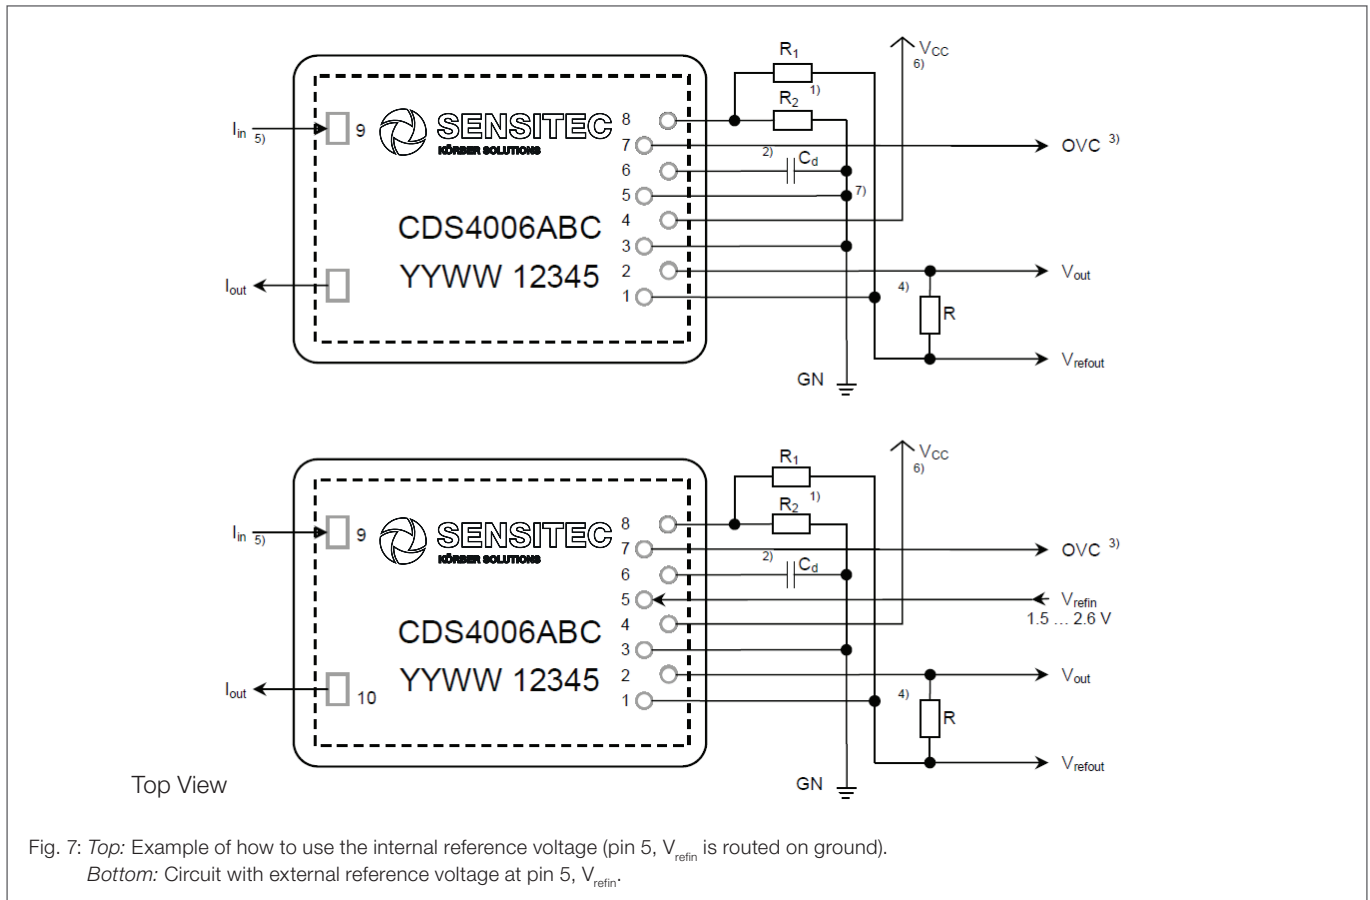 R1
VCC
6)
1)
R2
Iin 5)
9
SENSITEC
KÖRBER SOLUTIONS
8
7
OVC 3)
6
2)
Cd
5
7)
CDS4006ABC
4
3
YYWW 12345
2
Vout
Iout
1
4)
R
Vrefout
GN
R1
VCC
6)
1)
R2
Iin 5)
9
SENSITEC
KÖRBER SOLUTIONS
8
7
OVC 3)
6
2)
Cd
5
Vrefin
1.5 ... 2.6 V
CDS4006ABC
4
3
YYWW 12345
2
Vout
Iout
10
1
4)
R
Vrefout
GN
Top View
Fig. 7: Top: Example of how to use the internal reference voltage (pin 5, Vrefin is routed on ground).
Bottom: Circuit with external reference voltage at pin 5, Vrefin.